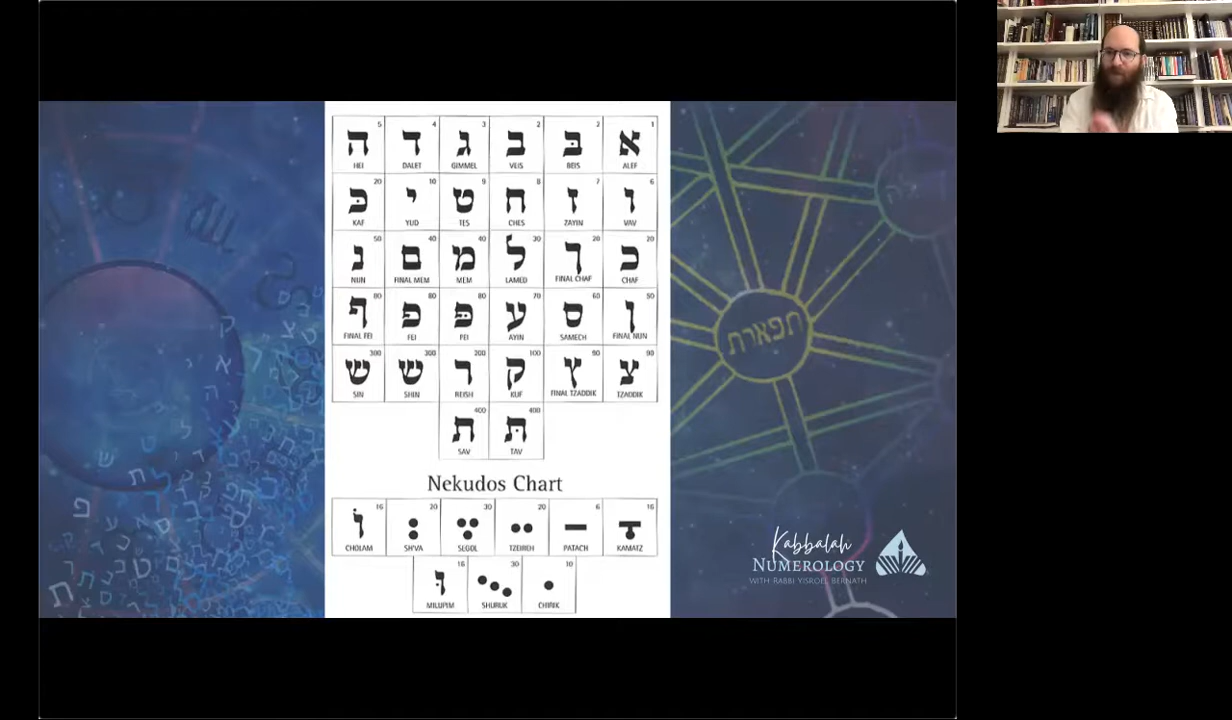 1 2 2 3 4 5
א בּ ב ג ד ה
ALEF BEIS VEIS GIMMEL DALET HEI
6 7 8 9 10 20
ו ז ח ט י כּ
VAV ZAYIN CHES TES YUD KAF
20 20 30 40 40 50
כ ך ל מ ם נ
CHAF FINAL CHAF LAMED MEM FINAL MEM NUN
50 60 70 80 80 80
ן ס ע פּ פ ף
FINAL NUN SAMECH AYIN PEI FEI FINAL FEI
90 90 100 200 300 300
צ ץ ק ר ש ש
TZADDIK FINAL TZADDIK KUF REISH SHIN SIN
400 400
תּ ת
TAV SAV
Nekudos Chart
16 6 20 30 20 16
וֹ
KAMATZ PATACH TZEIREH SEGOL SH'VA CHOLAM
10 30 16
וּ
CHIRIK SHURUK MILUPIM
תפארת
Kabbalah
NUMEROLOGY
WITH RABBI YISROEL BERNATH